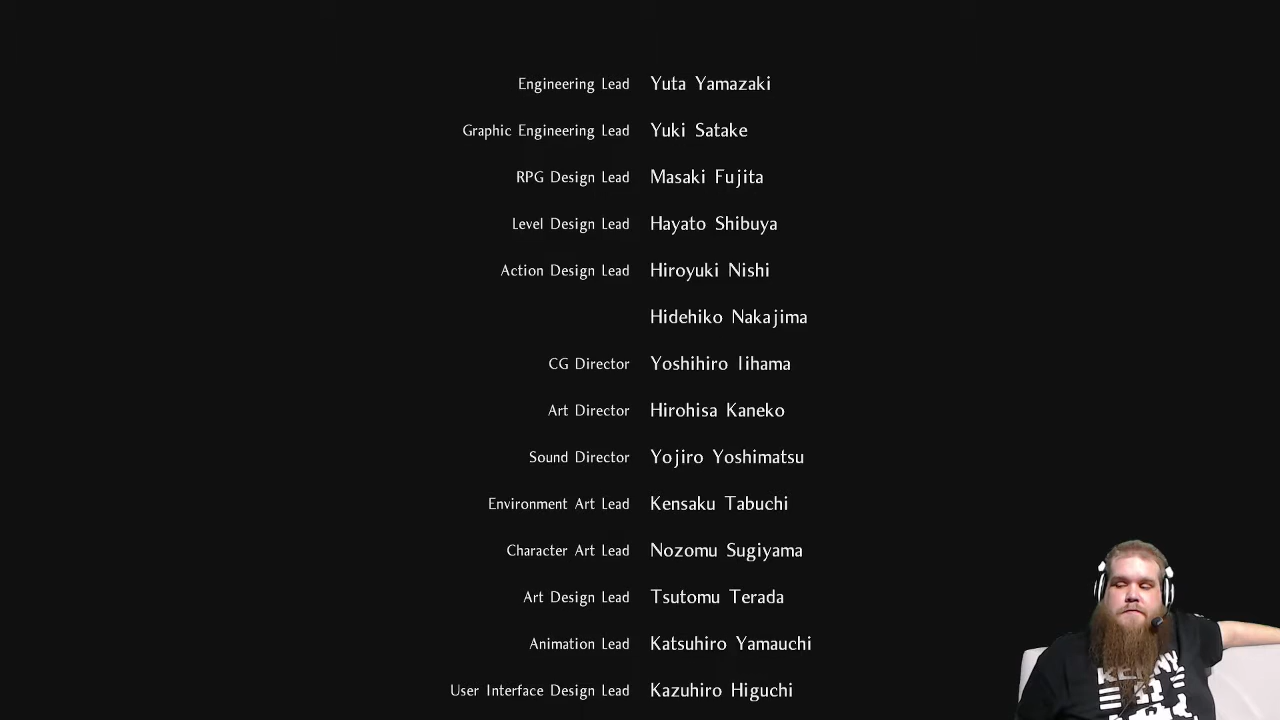 Engineering Lead Yuta Yamazaki
Graphic Engineering Lead Yuki Satake
RPG Design Lead Masaki Fujita
Level Design Lead Hayato Shibuya
Action Design Lead Hiroyuki Nishi
Hidehiko Nakajima
CG Director Yoshihiro Iihama
Art Director Hirohisa Kaneko
Sound Director Yojiro Yoshimatsu
Environment Art Lead Kensaku Tabuchi
Character Art Lead Nozomu Sugiyama
Art Design Lead Tsutomu Terada
Animation Lead Katsuhiro Yamauchi
User Interface Design Lead Kazuhiro Higuchi